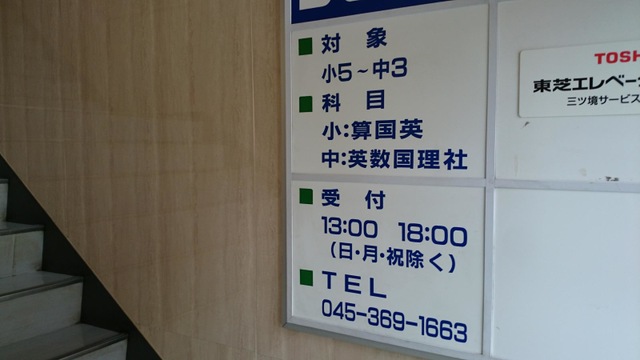 ■ 対 象
小5~中3
■ 科 目
小:算国英
中:英数国理社
■ 受 付
13:00 18:00
(日・月・祝除く)
■ TEL
045-369-1663
TOSH
東芝エレベー
三ツ境サービス